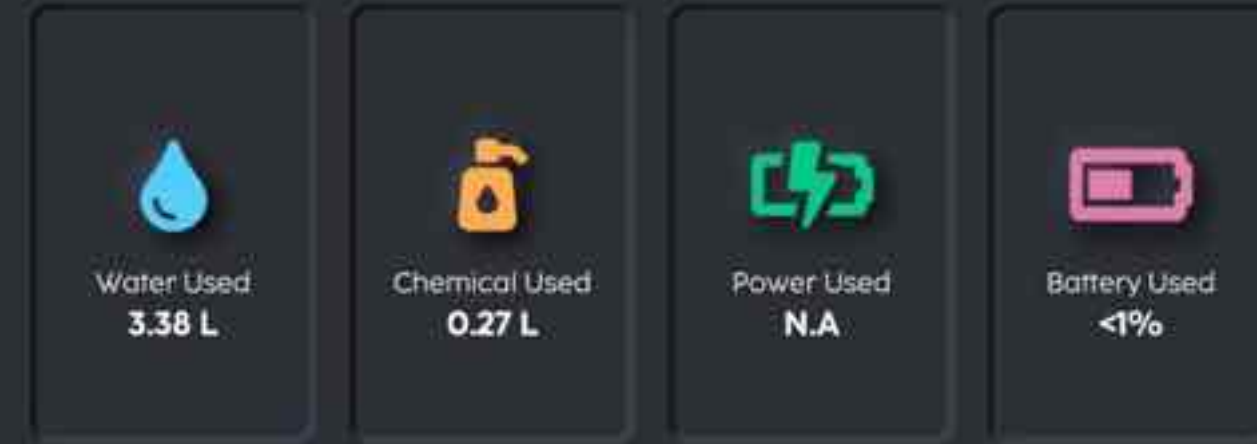 Water Used
3.38 L
Chemical Used
0.27 L
Power Used
N.A
Battery Used
<1%